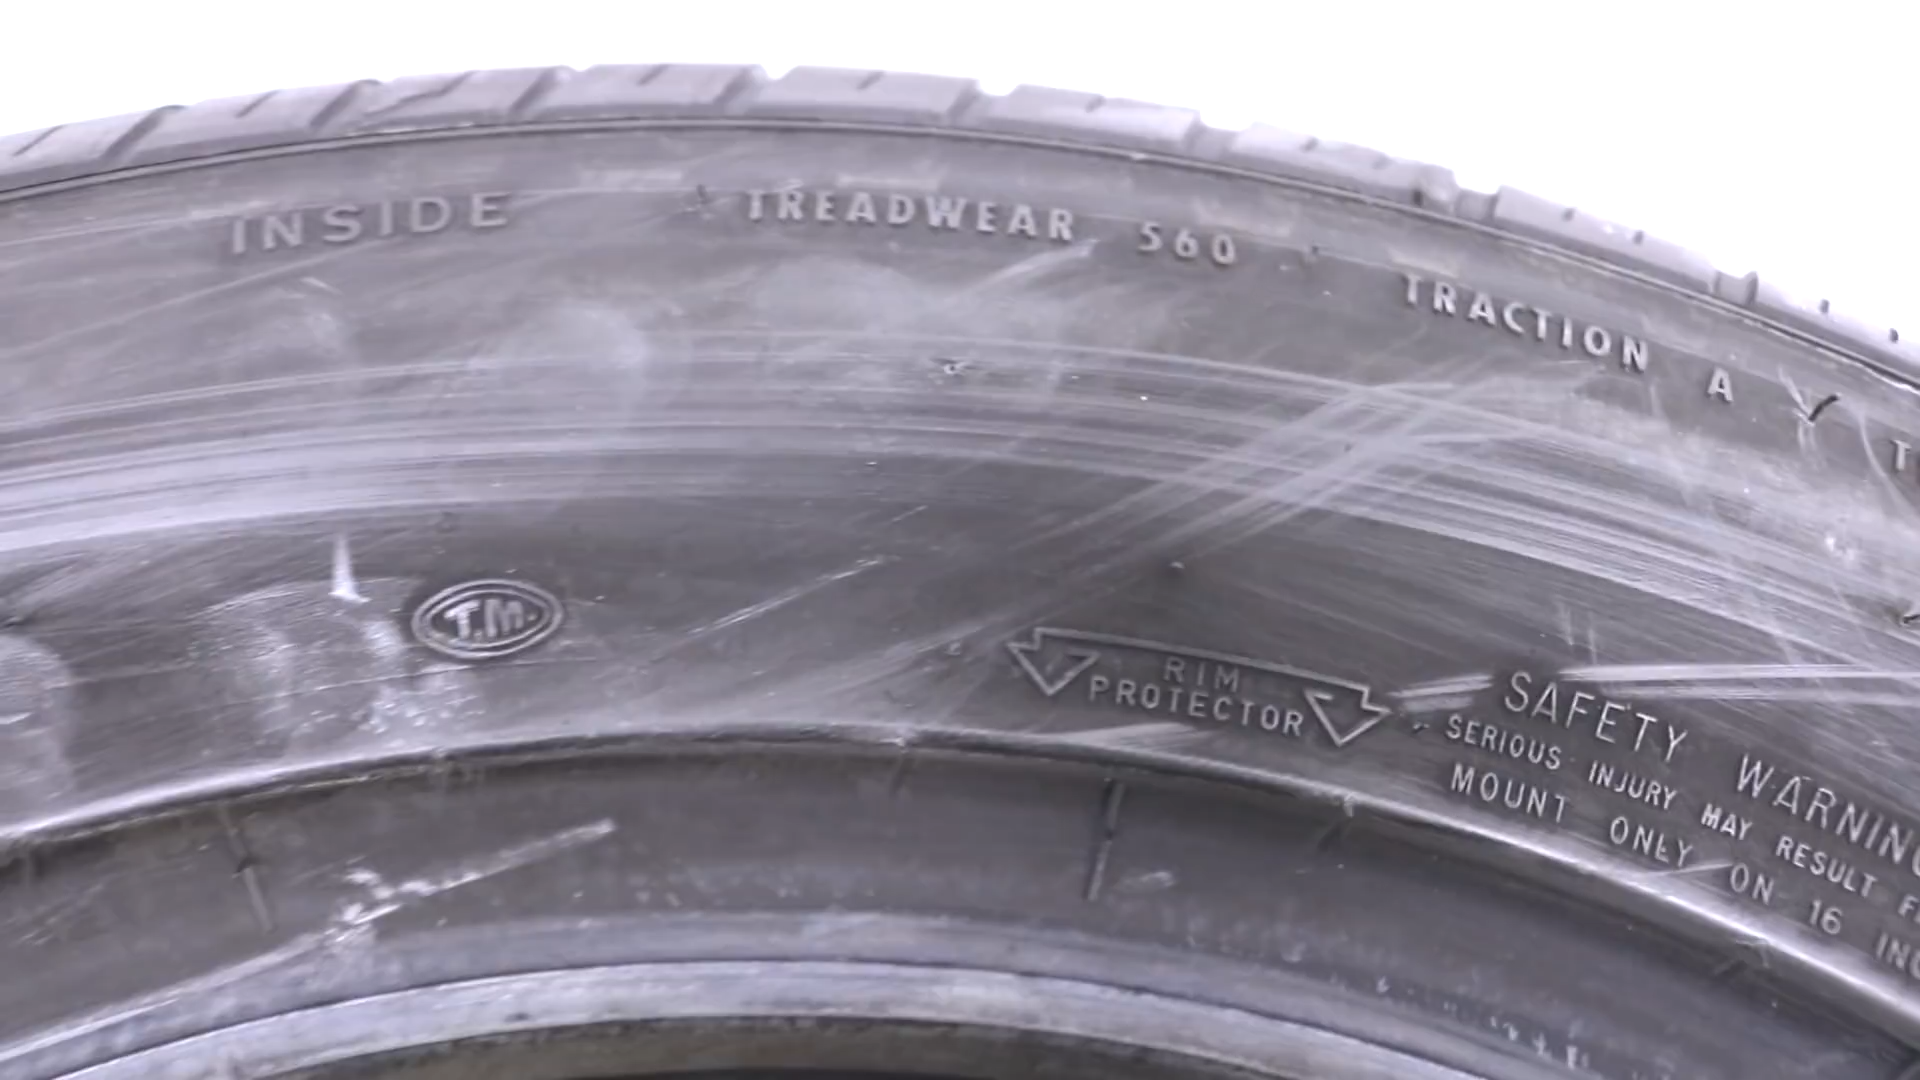 INSIDE
TREADWEAR 560 TRACTION A
T.M.
RIM
PROTECTOR
SAFETY WARNING
SERIOUS INJURY MAY RESULT
MOUNT ONLY ON 16